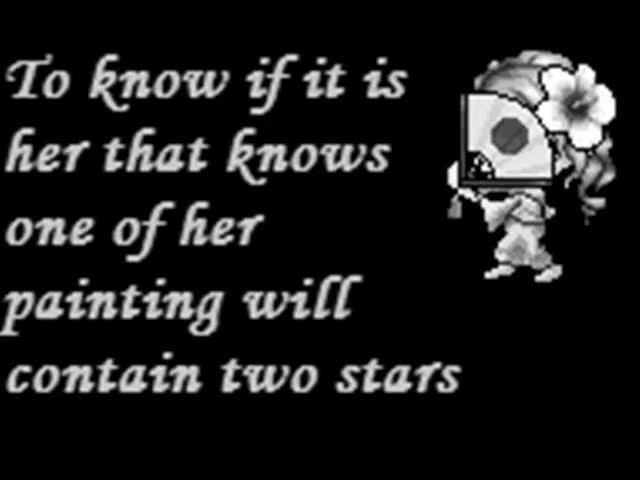 To know if it is
her that knows
one of her
painting will
contain two stars